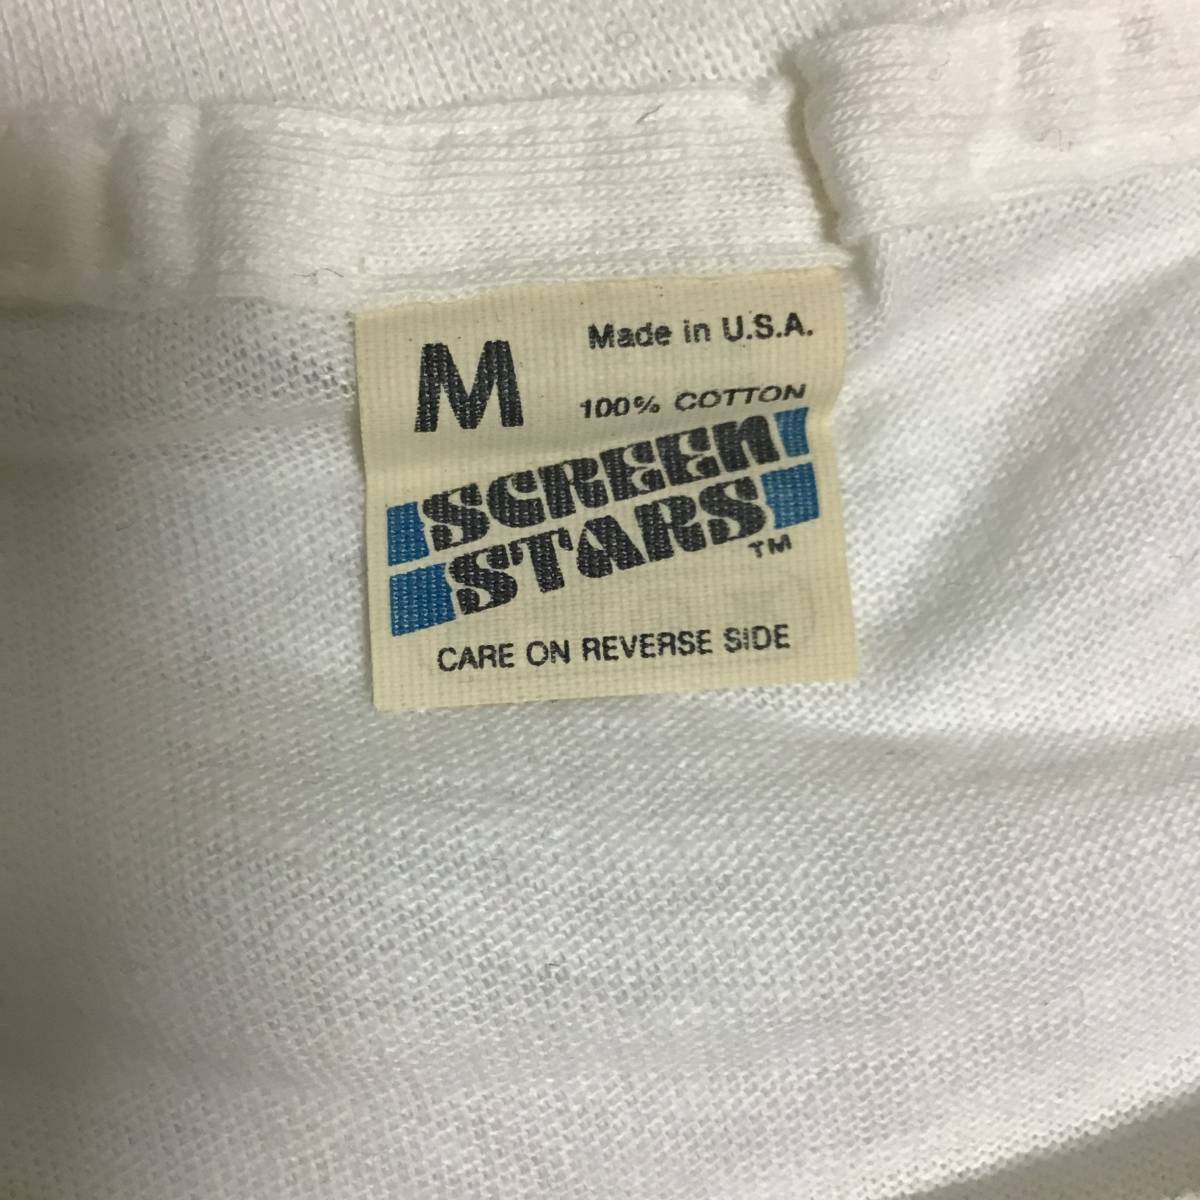 M
Made in U.S.A.
100% COTTON
SCREEN
STARS
TM
CARE ON REVERSE SIDE